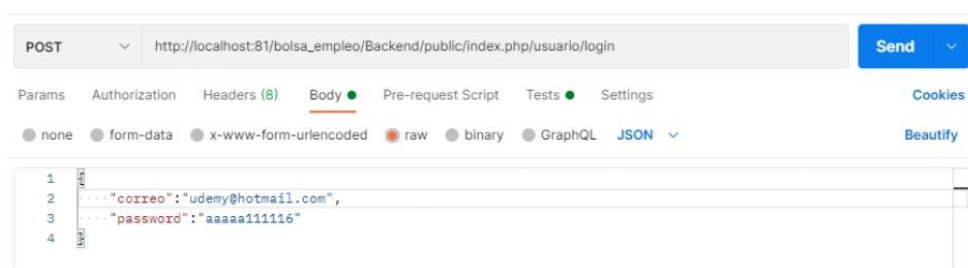 POST http://localhost:81/bolsa_empleo/Backend/public/index.php/usuario/login Send
Params Authorization Headers (8) Body Pre-request Script Tests Settings Cookies
none form-data x-www-form-urlencoded raw binary GraphQL JSON Beautify
1 {
2 "correo":"udemy@hotmail.com",
3 "password":"aaaaa111116"
4 }